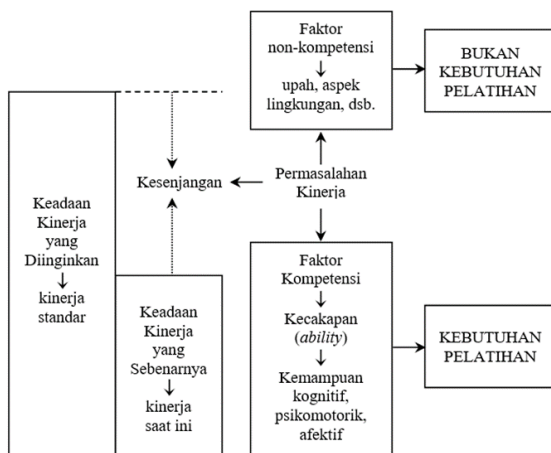 Faktor
non-kompetensi
upah, aspek
lingkungan, dsb.
BUKAN
KEBUTUHAN
PELATIHAN
Kesenjangan
Permasalahan
Kinerja
Keadaan
Kinerja
yang
Diinginkan
kinerja
standar
Keadaan
Kinerja
yang
Sebenarnya
kinerja
saat ini
Faktor
Kompetensi
Kecakapan
(ability)
Kemampuan
kognitif,
psikomotorik,
afektif
KEBUTUHAN
PELATIHAN